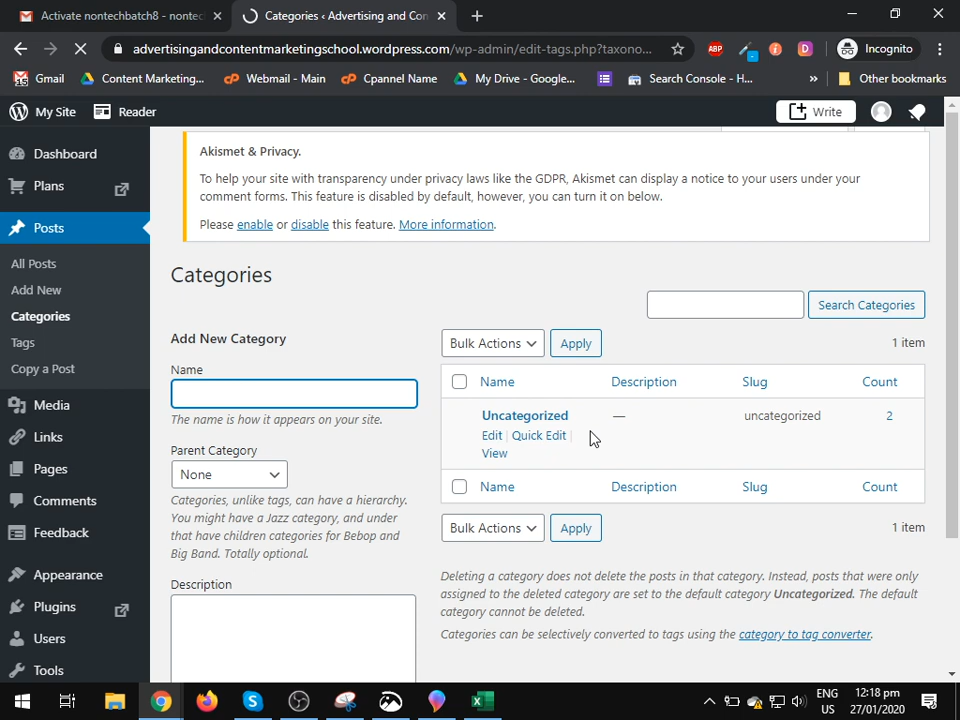 Activate nontechbatch8 - nontec
Categories ‹ Advertising and Con
advertisingandcontentmarketingschool.wordpress.com/wp-admin/edit-tags.php?taxono...
ABP
Incognito
Gmail
Content Marketing...
Webmail - Main
Cpannel Name
My Drive - Google...
Search Console - H...
»
Other bookmarks
My Site
Reader
Write
Dashboard
Plans
Posts
All Posts
Add New
Categories
Tags
Copy a Post
Media
Links
Pages
Comments
Feedback
Appearance
Plugins
Users
Tools
Akismet & Privacy.
To help your site with transparency under privacy laws like the GDPR, Akismet can display a notice to your users under your
comment forms. This feature is disabled by default, however, you can turn it on below.
Please enable or disable this feature. More information.
Categories
Search Categories
Add New Category
Name
The name is how it appears on your site.
Parent Category
None
Categories, unlike tags, can have a hierarchy.
You might have a Jazz category, and under
that have children categories for Bebop and
Big Band. Totally optional.
Description
Bulk Actions
Apply
1 item
Name Description Slug Count
Uncategorized — uncategorized 2
Edit | Quick Edit |
View
Name Description Slug Count
Bulk Actions
Apply
1 item
Deleting a category does not delete the posts in that category. Instead, posts that were only
assigned to the deleted category are set to the default category Uncategorized. The default
category cannot be deleted.
Categories can be selectively converted to tags using the category to tag converter.
ENG
US
12:18 pm
27/01/2020